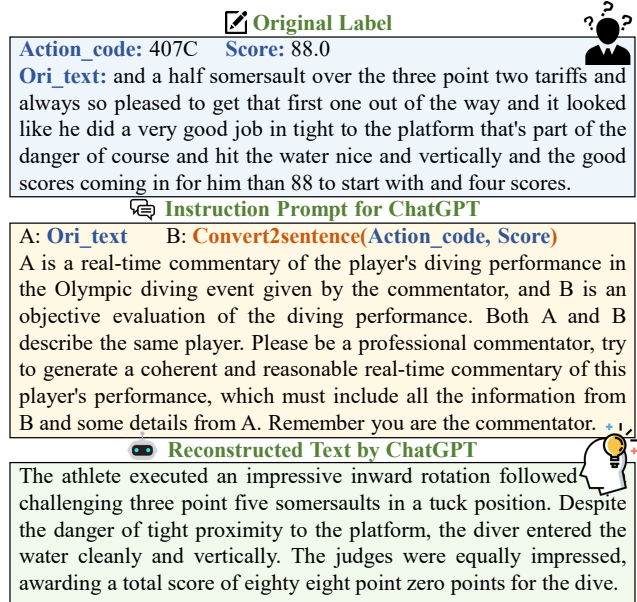 Original Label
Action_code: 407C Score: 88.0
Ori_text: and a half somersault over the three point two tariffs and
always so pleased to get that first one out of the way and it looked
like he did a very good job in tight to the platform that's part of the
danger of course and hit the water nice and vertically and the good
scores coming in for him than 88 to start with and four scores.
Instruction Prompt for ChatGPT
A: Ori_text B: Convert2sentence(Action_code, Score)
A is a real-time commentary of the player's diving performance in
the Olympic diving event given by the commentator, and B is an
objective evaluation of the diving performance. Both A and B
describe the same player. Please be a professional commentator, try
to generate a coherent and reasonable real-time commentary of this
player's performance, which must include all the information from
B and some details from A. Remember you are the commentator.
Reconstructed Text by ChatGPT
The athlete executed an impressive inward rotation followed
challenging three point five somersaults in a tuck position. Despite
the danger of tight proximity to the platform, the diver entered the
water cleanly and vertically. The judges were equally impressed,
awarding a total score of eighty eight point zero points for the dive.